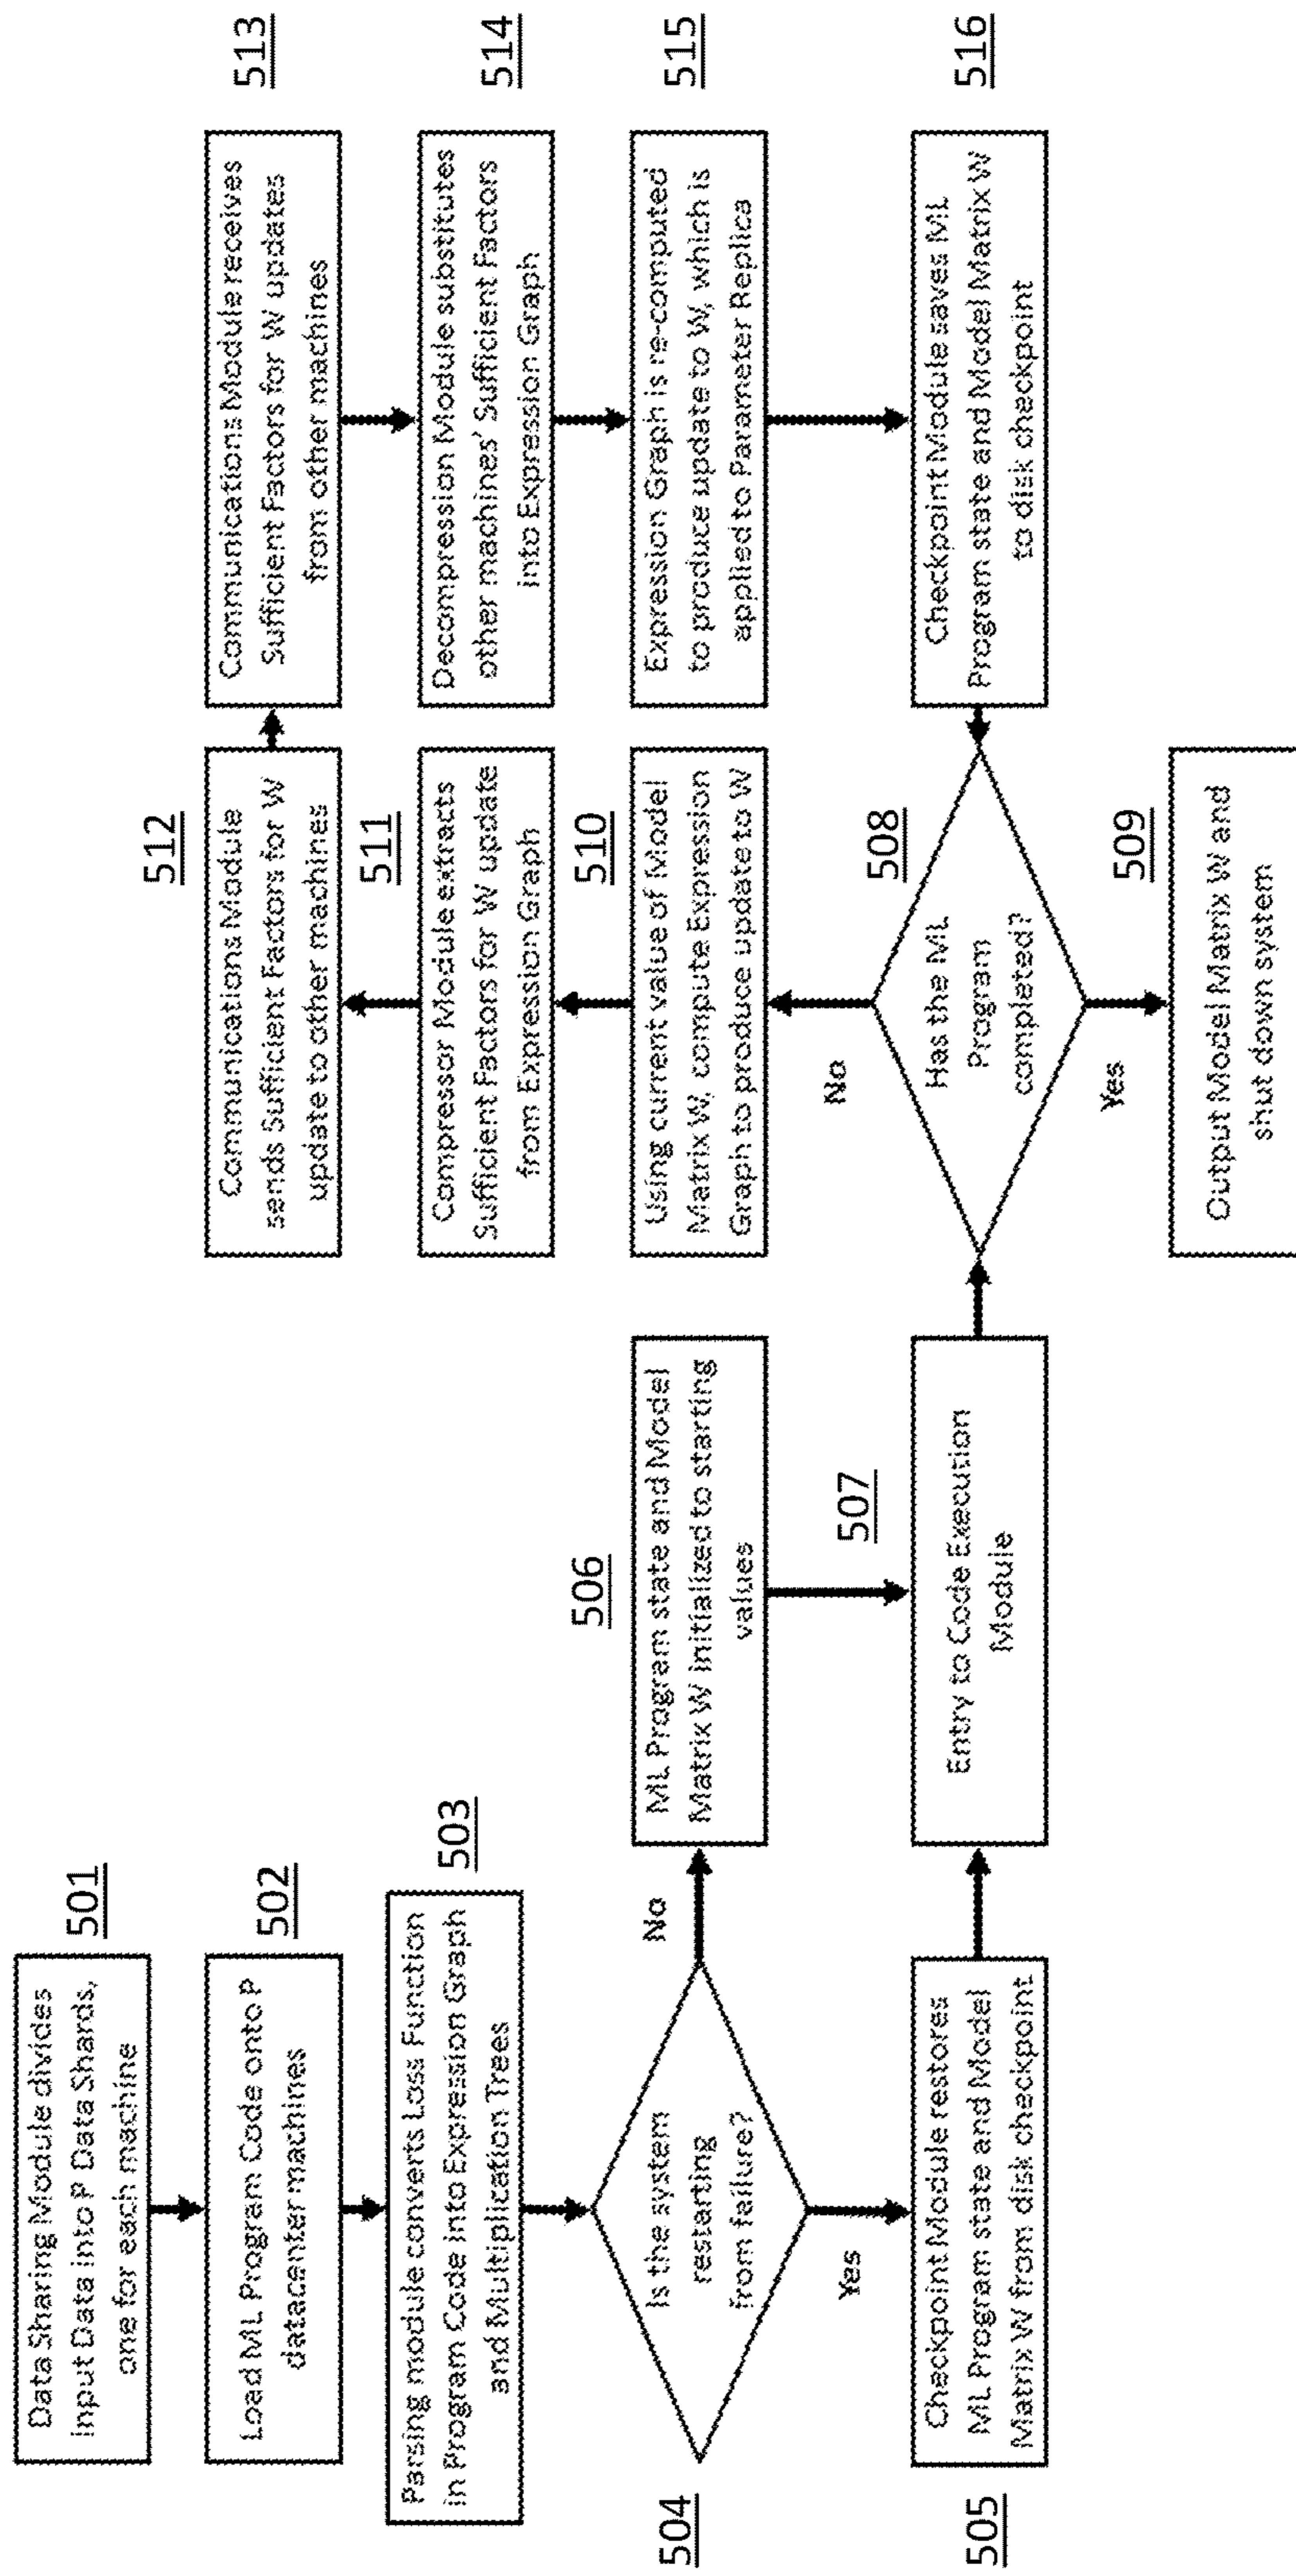 501
Data Sharing Module divides
Input Data into P Data Shards,
one for each machine
502
Load ML Program Code onto P
datacenter machines
503
Parsing module converts Loss Function
in Program Code into Expression Graph
and Multiplication Trees
504
Is the system
restarting
from failure?
No
Yes
505
Checkpoint Module restores
ML Program state and Model
Matrix W from disk checkpoint
506
ML Program state and Model
Matrix W initialized to starting
values
507
Entry to Code Execution
Module
508
Has the ML
Program
completed?
No
Yes
509
Output Model Matrix W and
shut down system
510
Using current value of Model
Matrix W, compute Expression
Graph to produce update to W
511
Compressor Module extracts
Sufficient Factors for W update
from Expression Graph
512
Communications Module
sends Sufficient Factors for W
update to other machines
513
Communications Module receives
Sufficient Factors for W updates
from other machines
514
Decompression Module substitutes
other machines' Sufficient Factors
into Expression Graph
515
Expression Graph is re-computed
to produce update to W, which is
applied to Parameter Replica
516
Checkpoint Module saves ML
Program state and Model Matrix W
to disk checkpoint